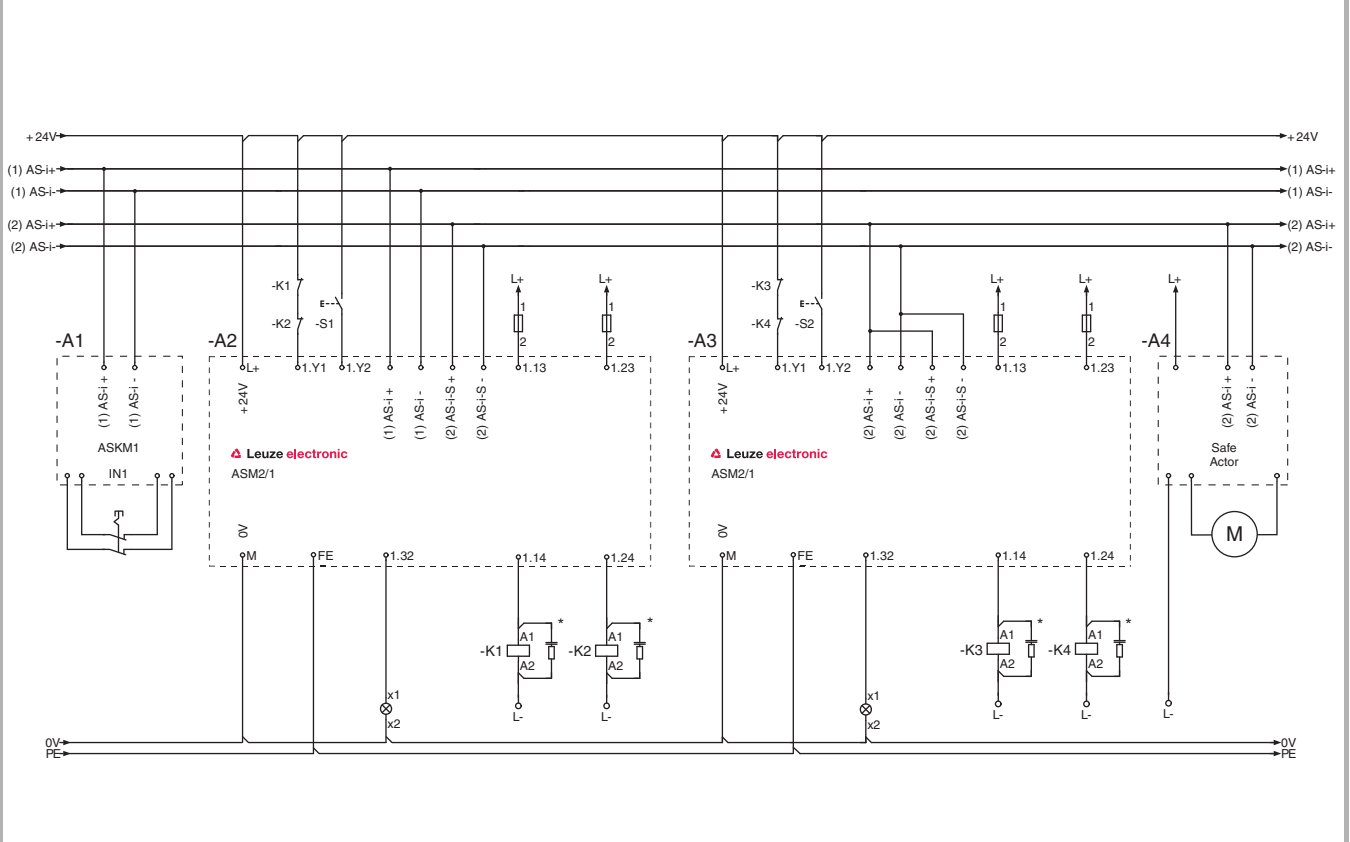 +24V +24V
(1) AS-i+ (1) AS-i+
(1) AS-i- (1) AS-i-
(2) AS-i+ (2) AS-i+
(2) AS-i- (2) AS-i-
-K1 L+ L+ -K3 L+ L+ L+
E 1 1 E 1 1
-K2 -S1 -K4 -S2
-A1 -A2 2 2 -A3 2 2 -A4
L+ 1.Y1 1.Y2 1.13 1.23 L+ 1.Y1 1.Y2 1.13 1.23
(1) AS-i +
(1) AS-i -
+24V
(1) AS-i +
(1) AS-i -
(2) AS-i-S +
(2) AS-i-S -
+24V
(2) AS-i +
(2) AS-i -
(2) AS-i-S +
(2) AS-i-S -
(2) AS-i +
(2) AS-i -
ASKM1 Leuze electronic Leuze electronic Safe
Actor
IN1 ASM2/1 ASM2/1
0V 0V M
M FE 1.32 1.14 1.24 M FE 1.32 1.14 1.24
* * * *
A1 A1 A1 A1
-K1 -K2 -K3 -K4
A2 A2 A2 A2
x1 x1
L- L- L- L- L-
x2 x2
0V 0V
PE PE